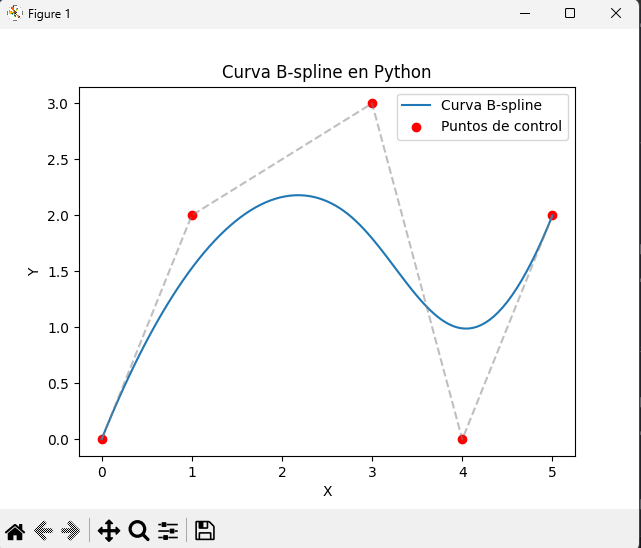 Figure 1
Curva B-spline en Python
Curva B-spline
Puntos de control
3.0
2.5
2.0
1.5
1.0
0.5
0.0
Y
0 1 2 3 4 5
X